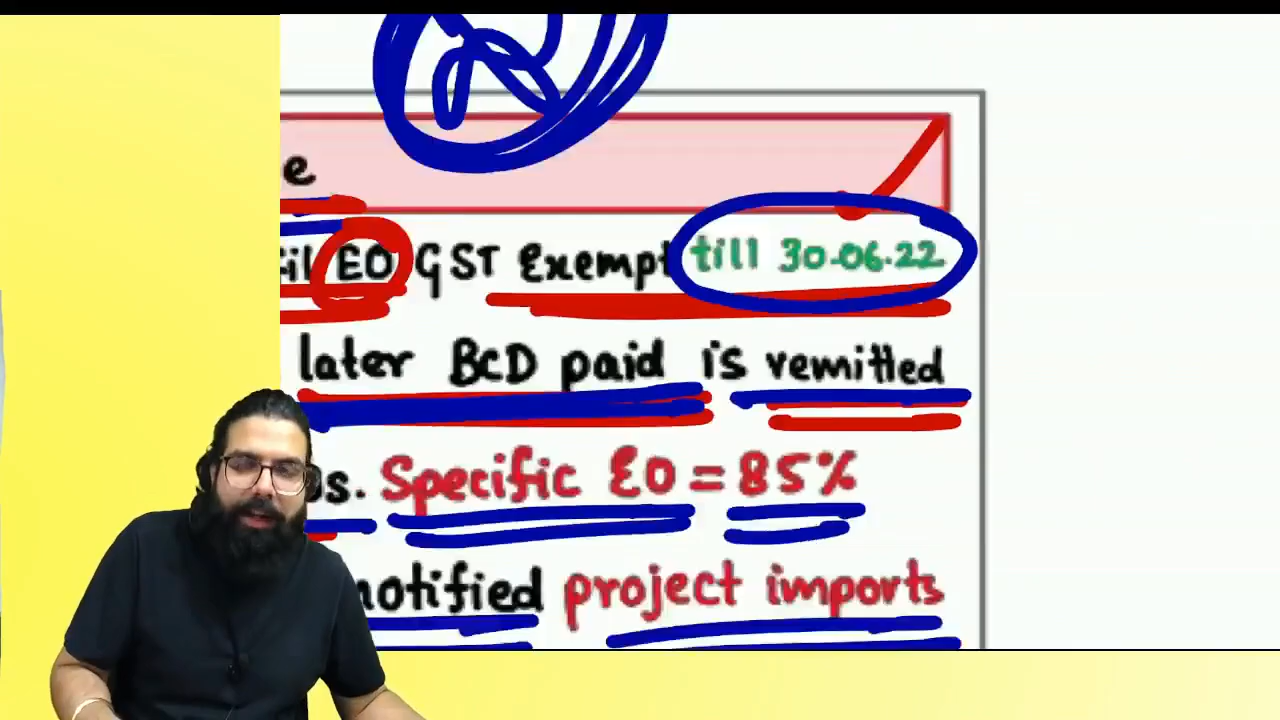 e
EO GST Exempt till 30.06.22
later BCD paid is remitted
s. Specific EO = 85%
notified project imports